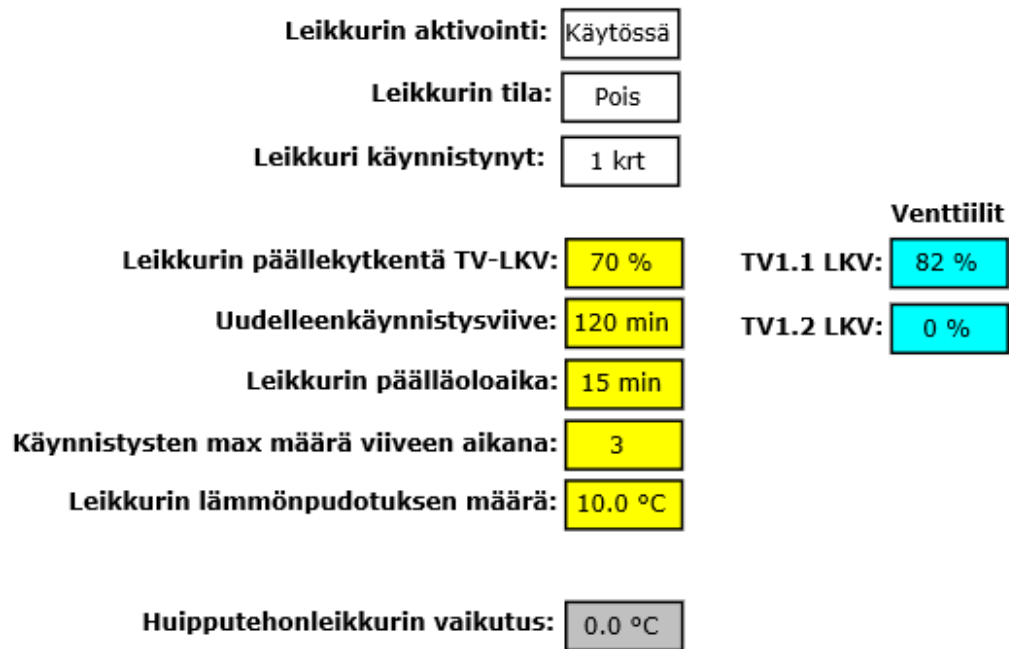 Leikkurin aktivointi: Käytössä
Leikkurin tila: Pois
Leikkuri käynnistynyt: 1 krt
Venttiilit
Leikkurin päällekytkentä TV-LKV: 70 % TV1.1 LKV: 82 %
Uudelleenkäynnistysviive: 120 min TV1.2 LKV: 0 %
Leikkurin päälläoloaika: 15 min
Käynnistysten max määrä viiveen aikana: 3
Leikkurin lämmönpudotuksen määrä: 10.0 °C
Huipputehonleikkurin vaikutus: 0.0 °C